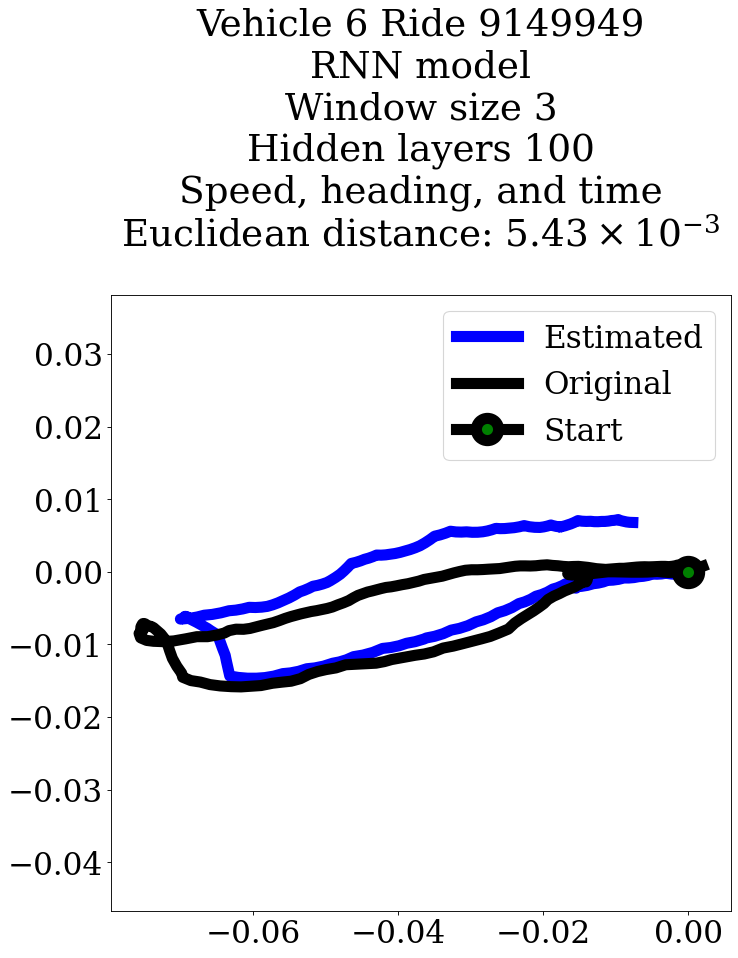 Vehicle 6 Ride 9149949
RNN model
Window size 3
Hidden layers 100
Speed, heading, and time
Euclidean distance: 5.43 × 10⁻³
Estimated
Original
Start
0.03
0.02
0.01
0.00
−0.01
−0.02
−0.03
−0.04
−0.06 −0.04 −0.02 0.00